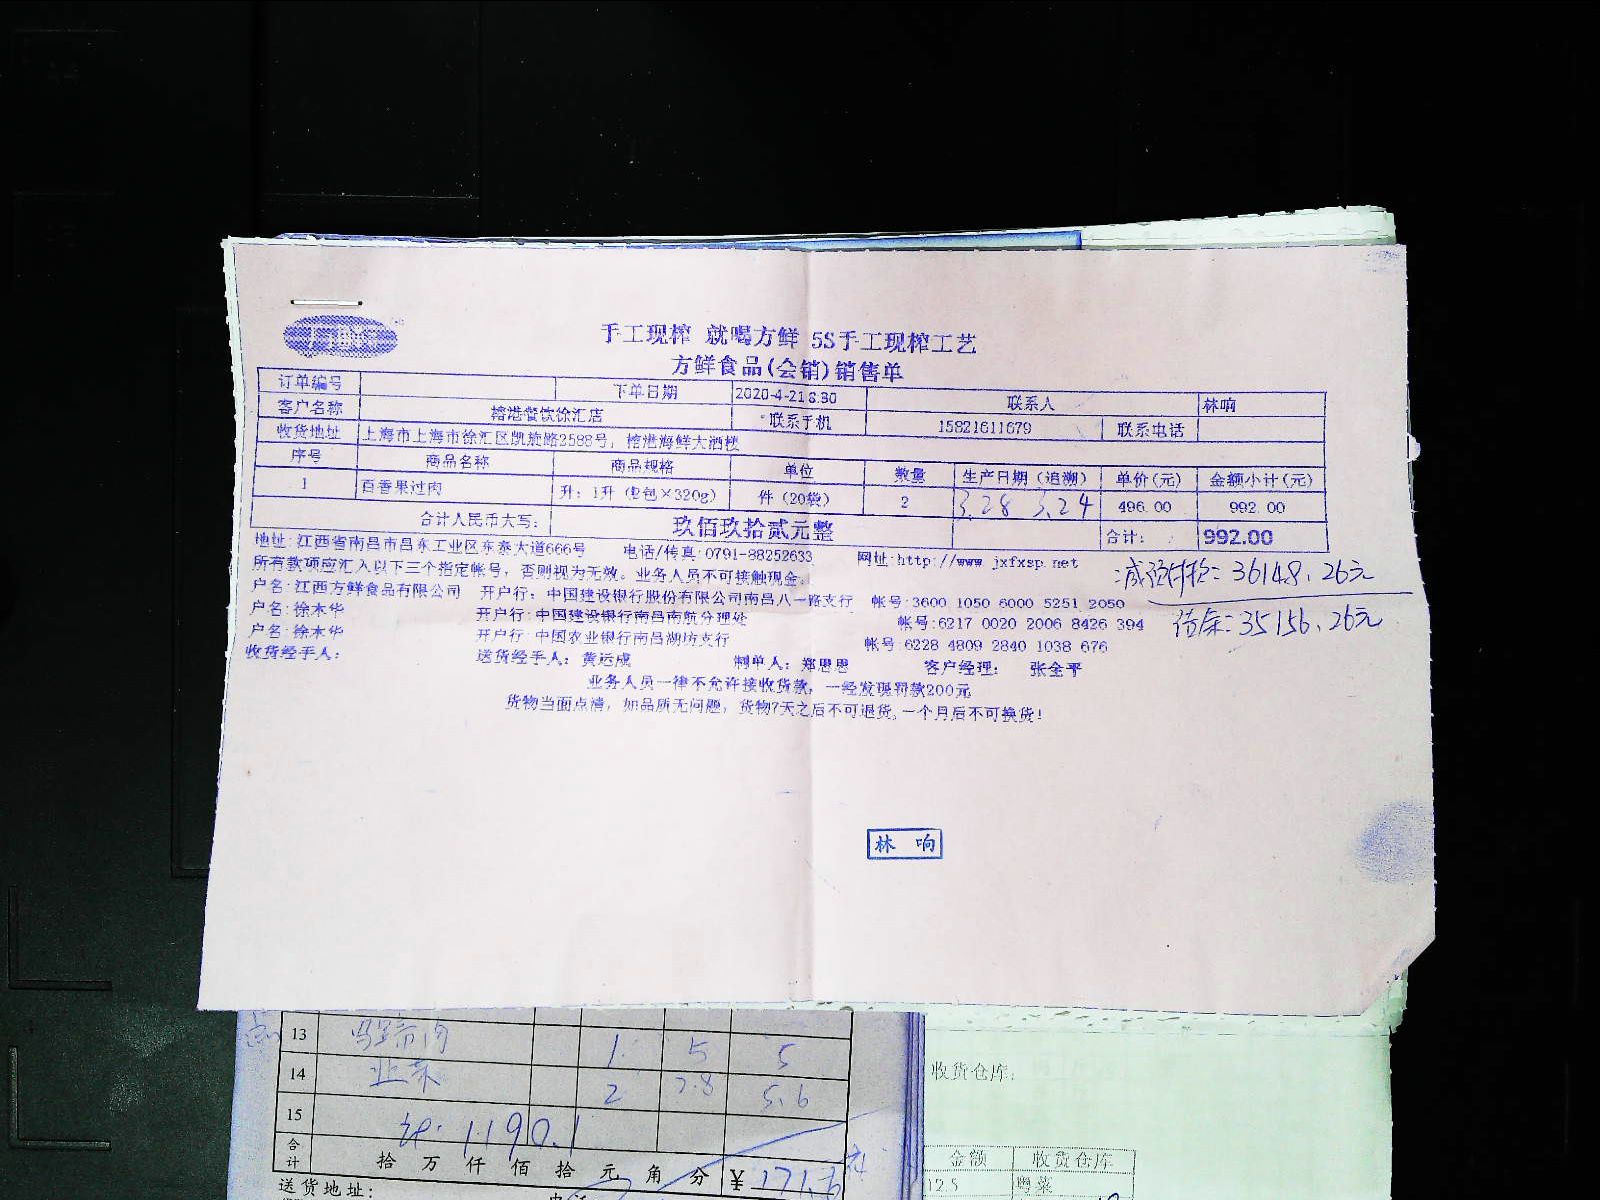 方鲜
手工现榨 就喝方鲜 5S手工现榨工艺
方鲜食品(会销)销售单
订单编号 下单日期 2020-4-21 8:30 联系人 林响
客户名称 榕港餐饮徐汇店 联系手机 15821611679 联系电话
收货地址 上海市上海市徐汇区凯旋路2588号，榕港海鲜大酒楼
序号 商品名称 商品规格 单位 数量 生产日期（追溯） 单价(元) 金额小计(元)
1 百香果过肉 升：1升（包×320g） 件（20袋） 2 3.28 3.24 496.00 992.00
合计人民币大写： 玖佰玖拾贰元整 合计： 992.00
地址:江西省南昌市昌东工业区东泰大道666号 电话/传真:0791-88252633 网址:http://www.jxfxsp.net
所有款项应汇入以下三个指定帐号，否则视为无效。业务人员不可接触现金。
减预付抢：36148.26元
户名：江西方鲜食品有限公司 开户行：中国建设银行股份有限公司南昌八一路支行 帐号:3600 1050 6000 5251 2050
户名：徐木华 开户行:中国建设银行南昌南航分理处 帐号:6217 0020 2006 8426 394
结余：35156.26元
户名：徐木华 开户行:中国农业银行南昌湖坊支行 帐号:6228 4809 2840 1038 676
收货经手人： 送货经手人：黄运成 制单人：郑思思 客户经理： 张全平
业务人员一律不允许接收货款，一经发现罚款200元
货物当面点清，如品质无问题，货物7天之后不可退货。一个月后不可换货！
林 响
13 马蹄肉 1 5 5
14 韭菜 2 2.8 5.6
15 1190.1
合计 拾 万 仟 佰 拾 元 角 分 ¥ 171.6
送货地址：
收货仓库：
金额 收货仓库
12.5 粤菜